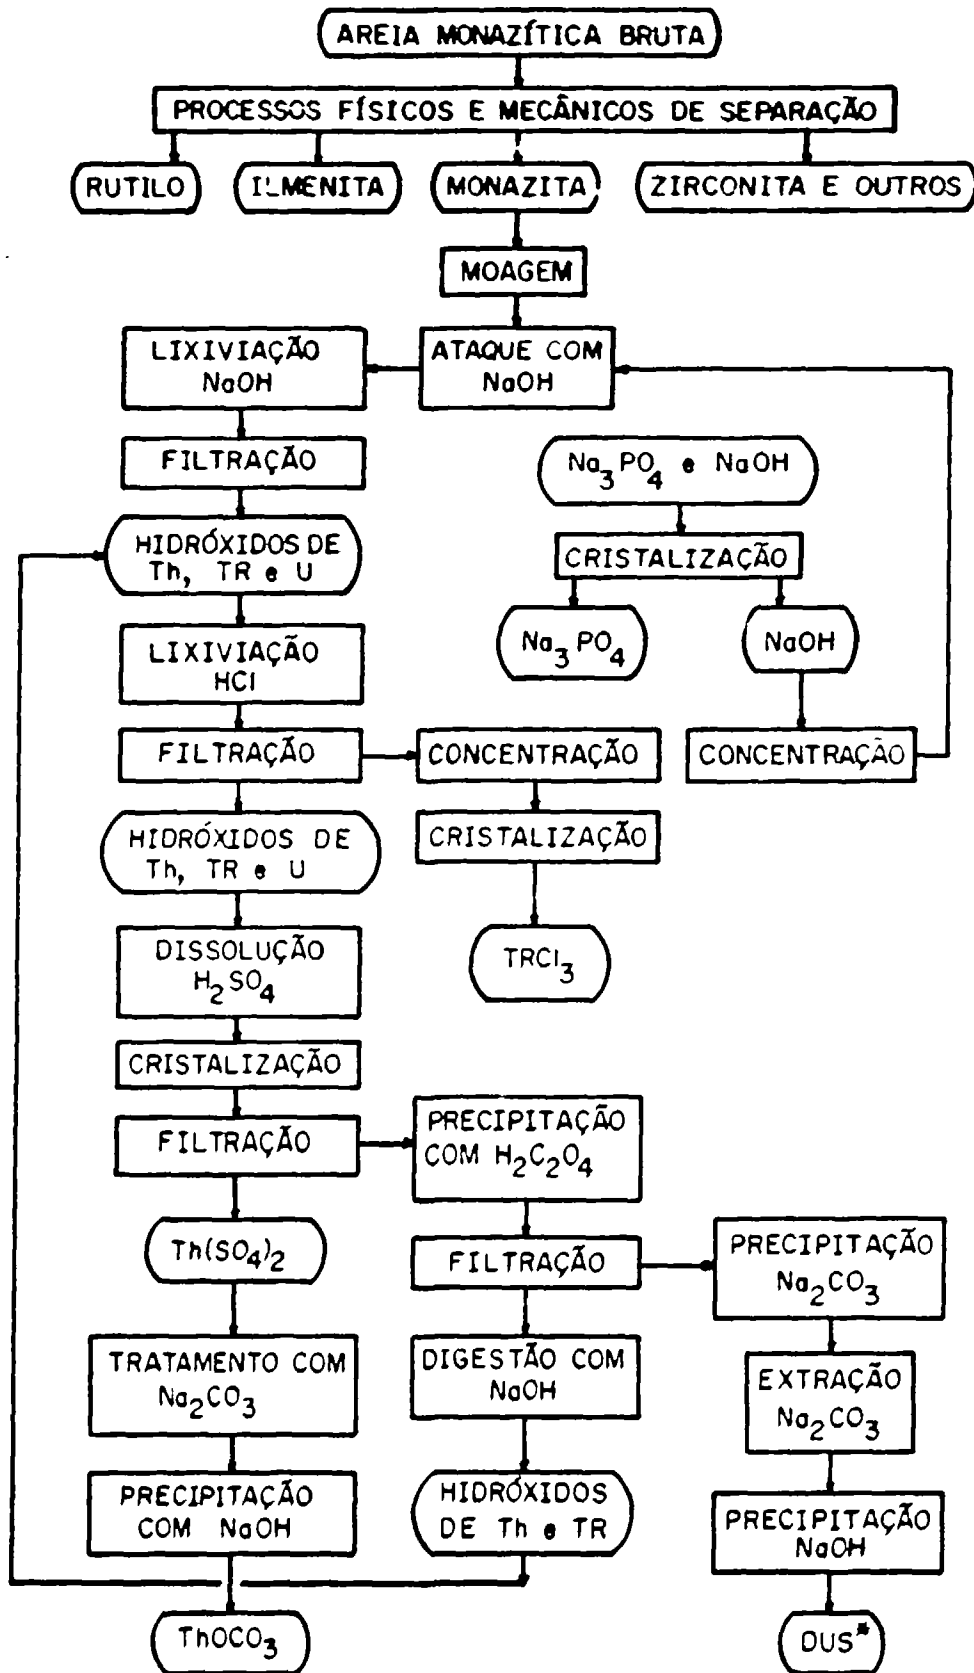 AREIA MONAZÍTICA BRUTA
PROCESSOS FÍSICOS E MECÂNICOS DE SEPARAÇÃO
RUTILO
ILMENITA
MONAZITA
ZIRCONITA E OUTROS
MOAGEM
ATAQUE COM
NaOH
LIXIVIAÇÃO
NaOH
FILTRAÇÃO
Na₃PO₄ e NaOH
CRISTALIZAÇÃO
Na₃PO₄
NaOH
CONCENTRAÇÃO
HIDRÓXIDOS DE
Th, TR e U
LIXIVIAÇÃO
HCl
FILTRAÇÃO
CONCENTRAÇÃO
CRISTALIZAÇÃO
TRCl₃
HIDRÓXIDOS DE
Th, TR e U
DISSOLUÇÃO
H₂SO₄
CRISTALIZAÇÃO
FILTRAÇÃO
PRECIPITAÇÃO
COM H₂C₂O₄
Th(SO₄)₂
FILTRAÇÃO
PRECIPITAÇÃO
Na₂CO₃
TRATAMENTO COM
Na₂CO₃
DIGESTÃO COM
NaOH
EXTRAÇÃO
Na₂CO₃
PRECIPITAÇÃO
COM NaOH
HIDRÓXIDOS
DE Th e TR
PRECIPITAÇÃO
NaOH
ThOCO₃
DUS*